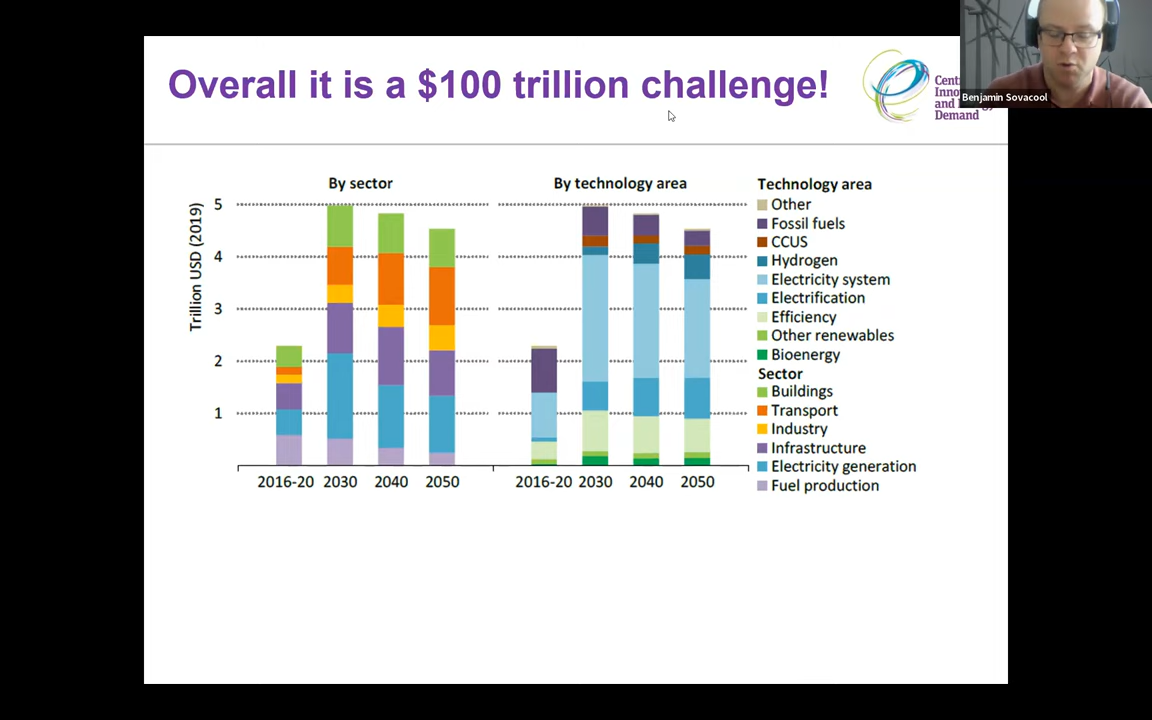 Overall it is a $100 trillion challenge!
Benjamin Sovacool
and
Demand
By sector
By technology area
Trillion USD (2019)
5
4
3
2
1
2016-20 2030 2040 2050
2016-20 2030 2040 2050
Technology area
Other
Fossil fuels
CCUS
Hydrogen
Electricity system
Electrification
Efficiency
Other renewables
Bioenergy
Sector
Buildings
Transport
Industry
Infrastructure
Electricity generation
Fuel production